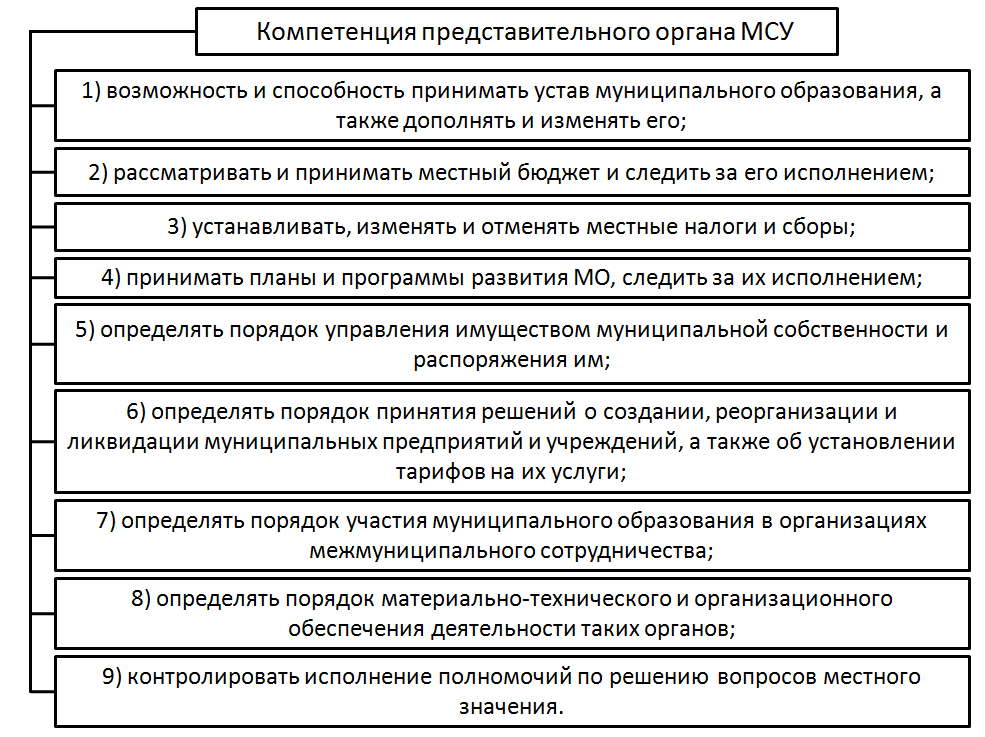 Компетенция представительного органа МСУ
1) возможность и способность принимать устав муниципального образования, а
также дополнять и изменять его;
2) рассматривать и принимать местный бюджет и следить за его исполнением;
3) устанавливать, изменять и отменять местные налоги и сборы;
4) принимать планы и программы развития МО, следить за их исполнением;
5) определять порядок управления имуществом муниципальной собственности и
распоряжения им;
6) определять порядок принятия решений о создании, реорганизации и
ликвидации муниципальных предприятий и учреждений, а также об установлении
тарифов на их услуги;
7) определять порядок участия муниципального образования в организациях
межмуниципального сотрудничества;
8) определять порядок материально-технического и организационного
обеспечения деятельности таких органов;
9) контролировать исполнение полномочий по решению вопросов местного
значения.